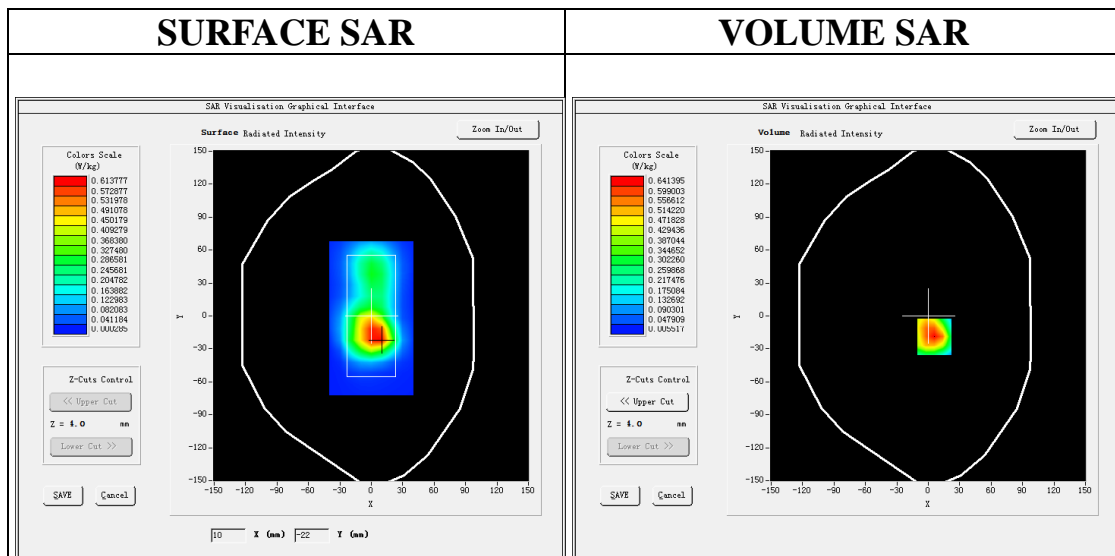 SURFACE SAR
VOLUME SAR
SAR Visualisation Graphical Interface
Surface Radiated Intensity
Zoom In/Out
Colors Scale
(W/kg)
0.613777
0.572877
0.531978
0.491078
0.450179
0.409279
0.368380
0.327480
0.286581
0.245681
0.204782
0.163882
0.122983
0.082083
0.041184
0.000285
Z-Cuts Control
<< Upper Cut
Z = 4.0 mm
Lower Cut >>
SAVE Cancel
150
120
90
60
30
0
-30
-60
-90
-120
-150
Y
-150 -120 -90 -60 -30 0 30 60 90 120 150
X
10 X (mm) -22 Y (mm)
SAR Visualisation Graphical Interface
Volume Radiated Intensity
Zoom In/Out
Colors Scale
(W/kg)
0.641395
0.599003
0.556612
0.514220
0.471828
0.429436
0.387044
0.344652
0.302260
0.259868
0.217476
0.175084
0.132692
0.090301
0.047909
0.005517
Z-Cuts Control
<< Upper Cut
Z = 4.0 mm
Lower Cut >>
SAVE Cancel
150
120
90
60
30
0
-30
-60
-90
-120
-150
Y
-150 -120 -90 -60 -30 0 30 60 90 120 150
X